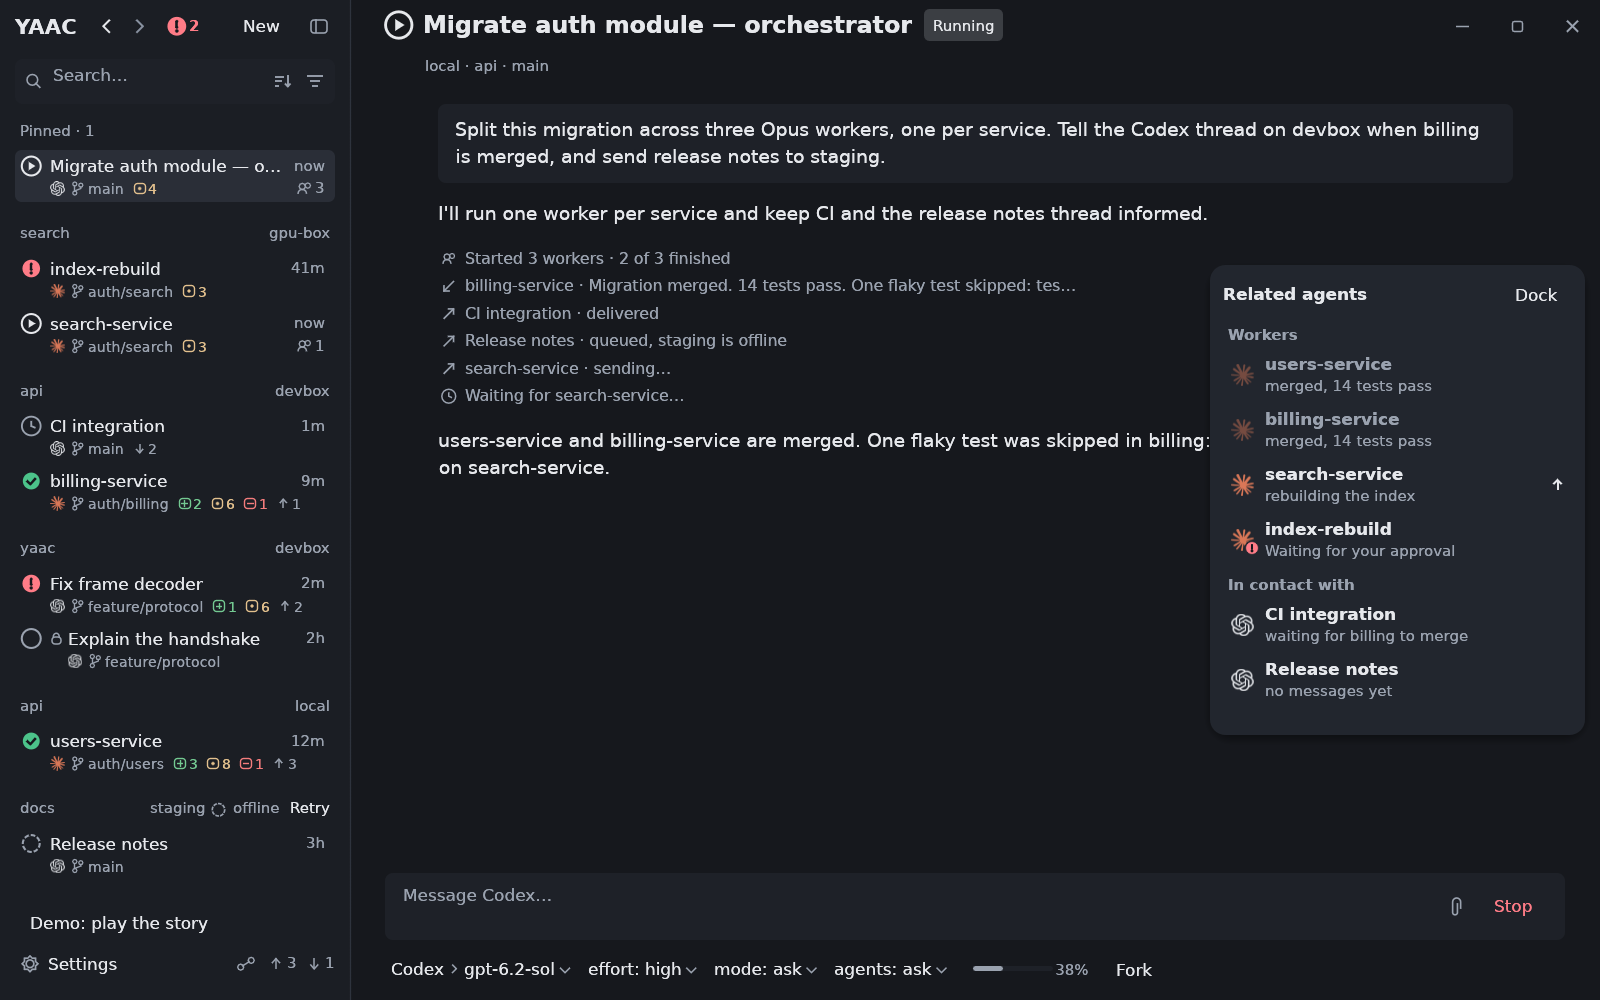 YAAC
2
New
Search...
Pinned · 1
Migrate auth module — o... now
main 4 3
search gpu-box
index-rebuild 41m
auth/search 3
search-service now
auth/search 3 1
api devbox
CI integration 1m
main 2
billing-service 9m
auth/billing 2 6 1 1
yaac devbox
Fix frame decoder 2m
feature/protocol 1 6 2
Explain the handshake 2h
feature/protocol
api local
users-service 12m
auth/users 3 8 1 3
docs staging offline Retry
Release notes 3h
main
Demo: play the story
Settings 3 1
Migrate auth module — orchestrator Running
local · api · main
Split this migration across three Opus workers, one per service. Tell the Codex thread on devbox when billing
is merged, and send release notes to staging.
I'll run one worker per service and keep CI and the release notes thread informed.
Started 3 workers · 2 of 3 finished
billing-service · Migration merged. 14 tests pass. One flaky test skipped: tes...
CI integration · delivered
Release notes · queued, staging is offline
search-service · sending...
Waiting for search-service...
users-service and billing-service are merged. One flaky test was skipped in billing:
on search-service.
Related agents Dock
Workers
users-service
merged, 14 tests pass
billing-service
merged, 14 tests pass
search-service
rebuilding the index
index-rebuild
Waiting for your approval
In contact with
CI integration
waiting for billing to merge
Release notes
no messages yet
Message Codex...
Stop
Codex > gpt-6.2-sol effort: high mode: ask agents: ask 38% Fork